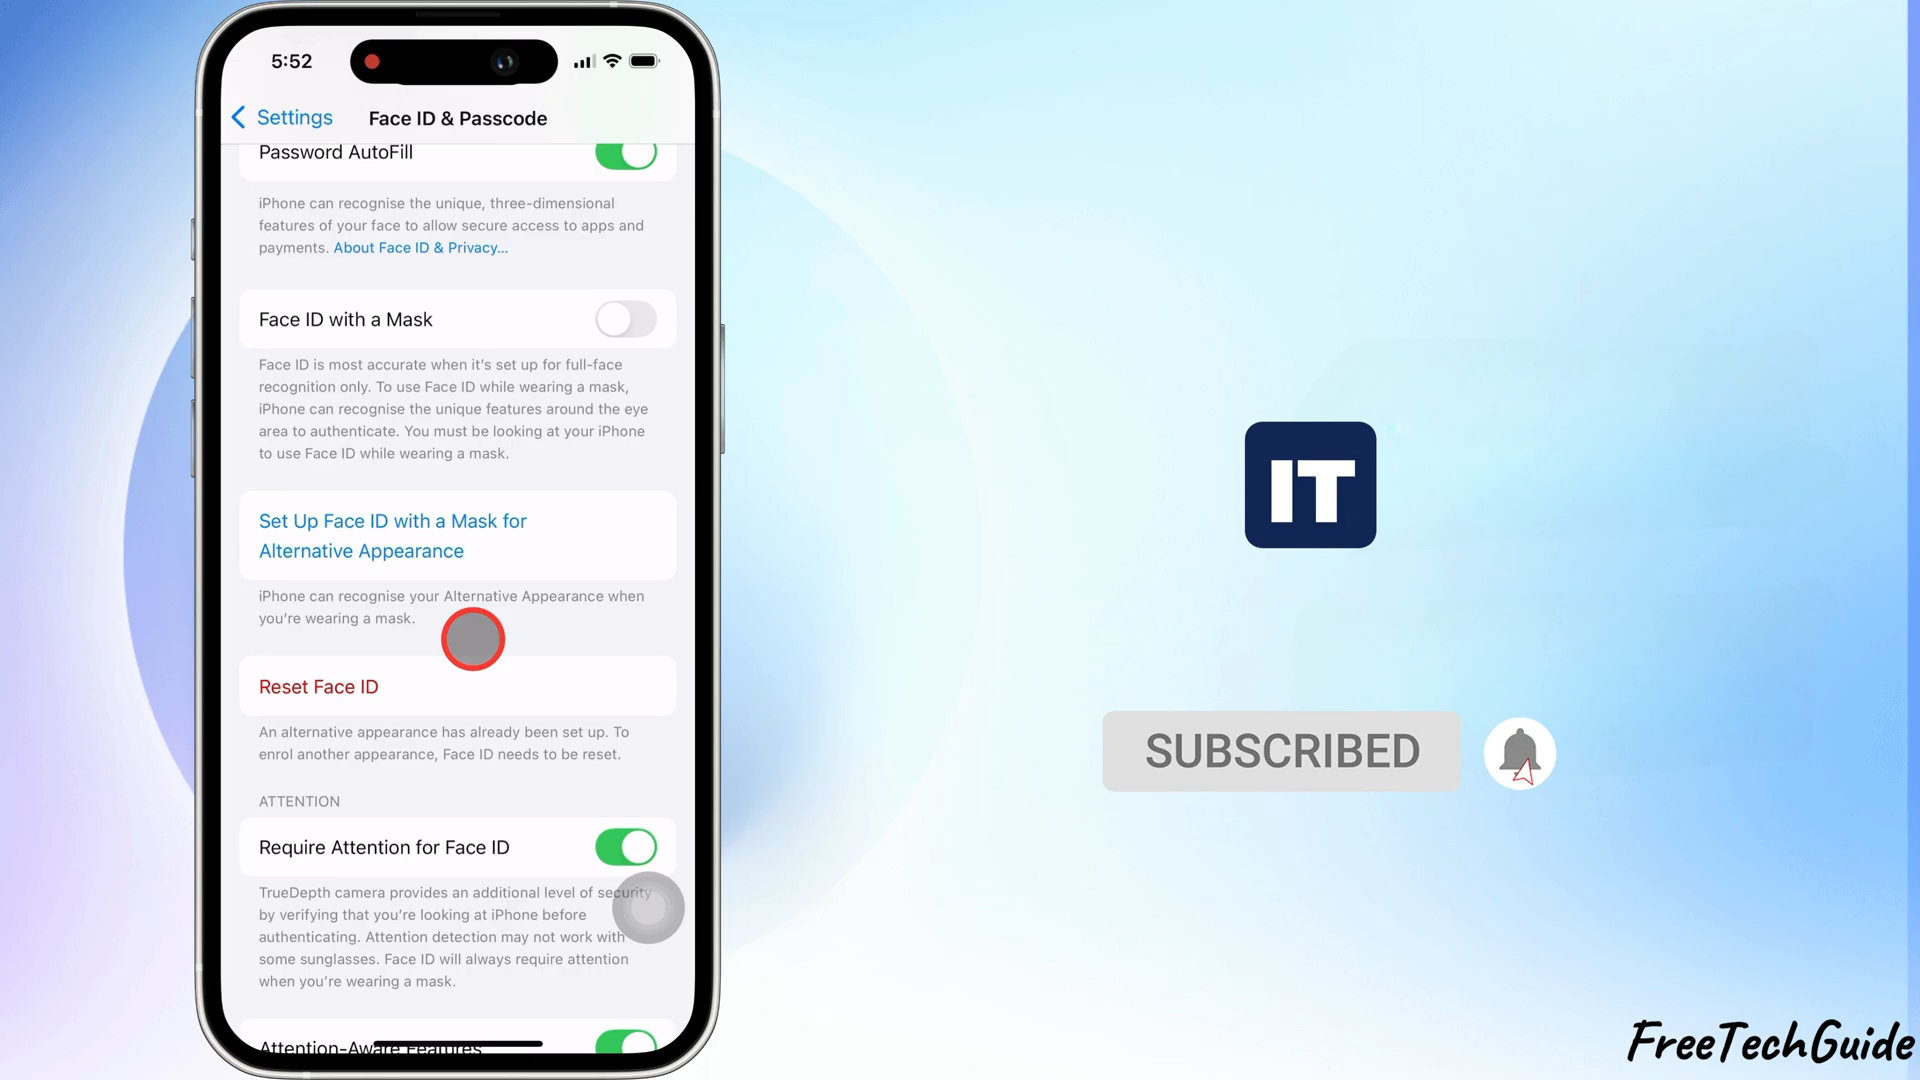 5:52
Settings
Face ID & Passcode
Password AutoFill
iPhone can recognise the unique, three-dimensional
features of your face to allow secure access to apps and
payments. About Face ID & Privacy...
Face ID with a Mask
Face ID is most accurate when it's set up for full-face
recognition only. To use Face ID while wearing a mask,
iPhone can recognise the unique features around the eye
area to authenticate. You must be looking at your iPhone
to use Face ID while wearing a mask.
Set Up Face ID with a Mask for
Alternative Appearance
iPhone can recognise your Alternative Appearance when
you're wearing a mask.
Reset Face ID
An alternative appearance has already been set up. To
enrol another appearance, Face ID needs to be reset.
ATTENTION
Require Attention for Face ID
TrueDepth camera provides an additional level of security
by verifying that you're looking at iPhone before
authenticating. Attention detection may not work with
some sunglasses. Face ID will always require attention
when you're wearing a mask.
Attention-Aware Features
IT
SUBSCRIBED
FreeTechGuide